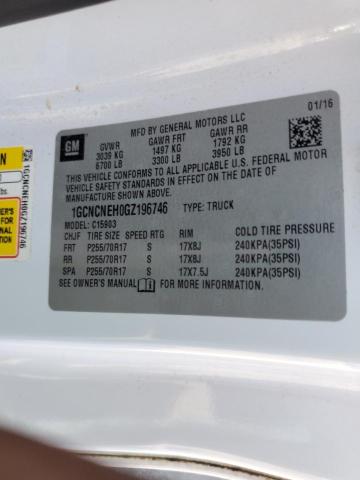 GM
MFD BY GENERAL MOTORS LLC
01/16
GVWR GAWR FRT GAWR RR
3039 KG 1497 KG 1792 KG
6700 LB 3300 LB 3950 LB
THIS VEHICLE CONFORMS TO ALL APPLICABLE U.S. FEDERAL MOTOR
VEHICLE SAFETY STANDARDS IN EFFECT ON THE DATE OF
MANUFACTURE SHOWN ABOVE.
1GCNCNEH0GZ196746 TYPE: TRUCK
MODEL: C15903
CHJF TIRE SIZE SPEED RTG RIM COLD TIRE PRESSURE
FRT P255/70R17 S 17X8J 240KPA(35PSI)
RR P255/70R17 S 17X8J 240KPA(35PSI)
SPA P255/70R17 S 17X7.5J 240KPA(35PSI)
SEE OWNER'S MANUAL FOR MORE INFORMATION
1GCNCNEH0GZ196746
lbs.